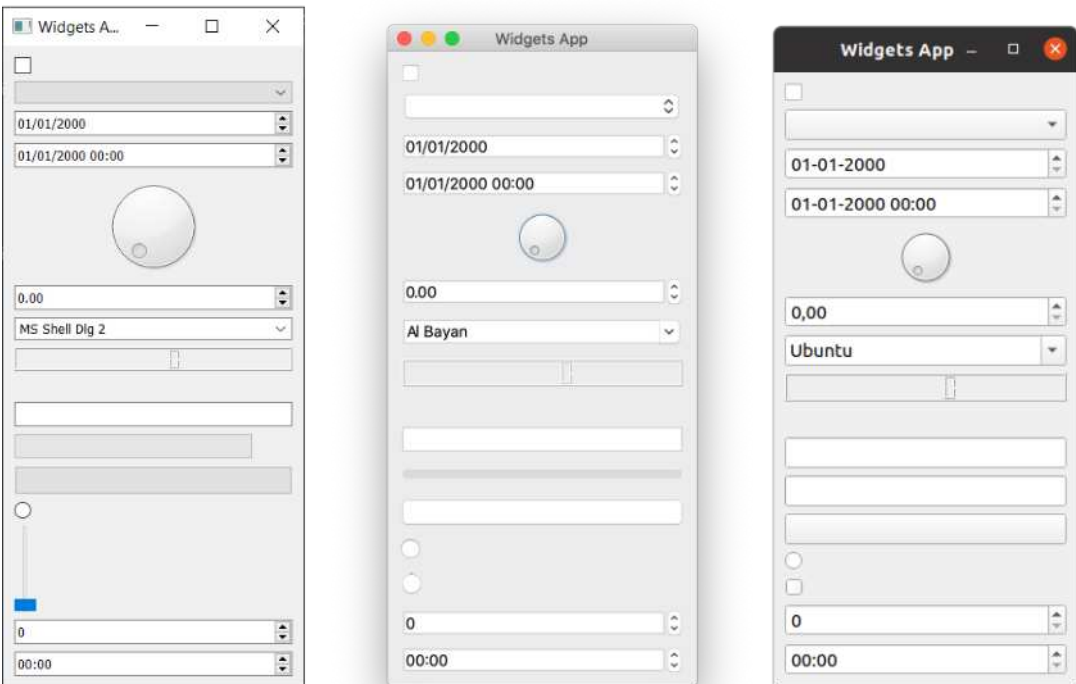 Widgets A...
01/01/2000
01/01/2000 00:00
0.00
MS Shell Dlg 2
0
00:00
Widgets App
01/01/2000
01/01/2000 00:00
0.00
Al Bayan
0
00:00
Widgets App
01-01-2000
01-01-2000 00:00
0,00
Ubuntu
0
00:00